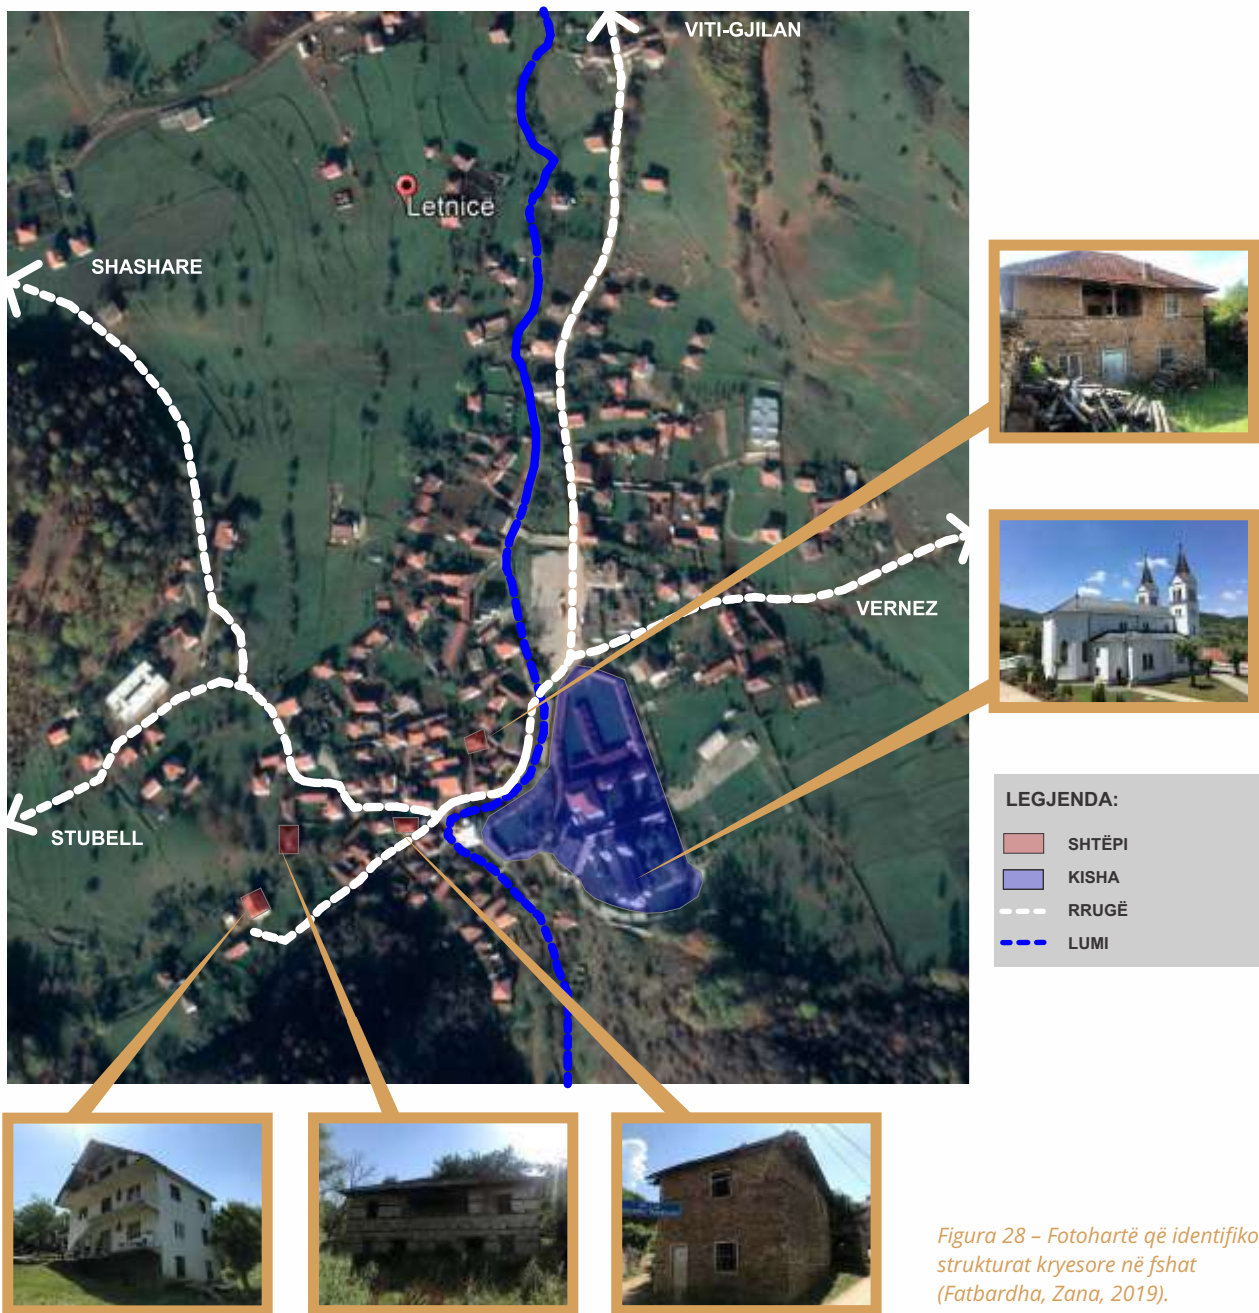 VITI-GJILAN
Letnicë
SHASHARE
VERNEZ
STUBELL
LEGJENDA:
SHTËPI
KISHA
RRUGË
LUMI
Figura 28 – Fotohartë që identifiko
strukturat kryesore në fshat
(Fatbardha, Zana, 2019).